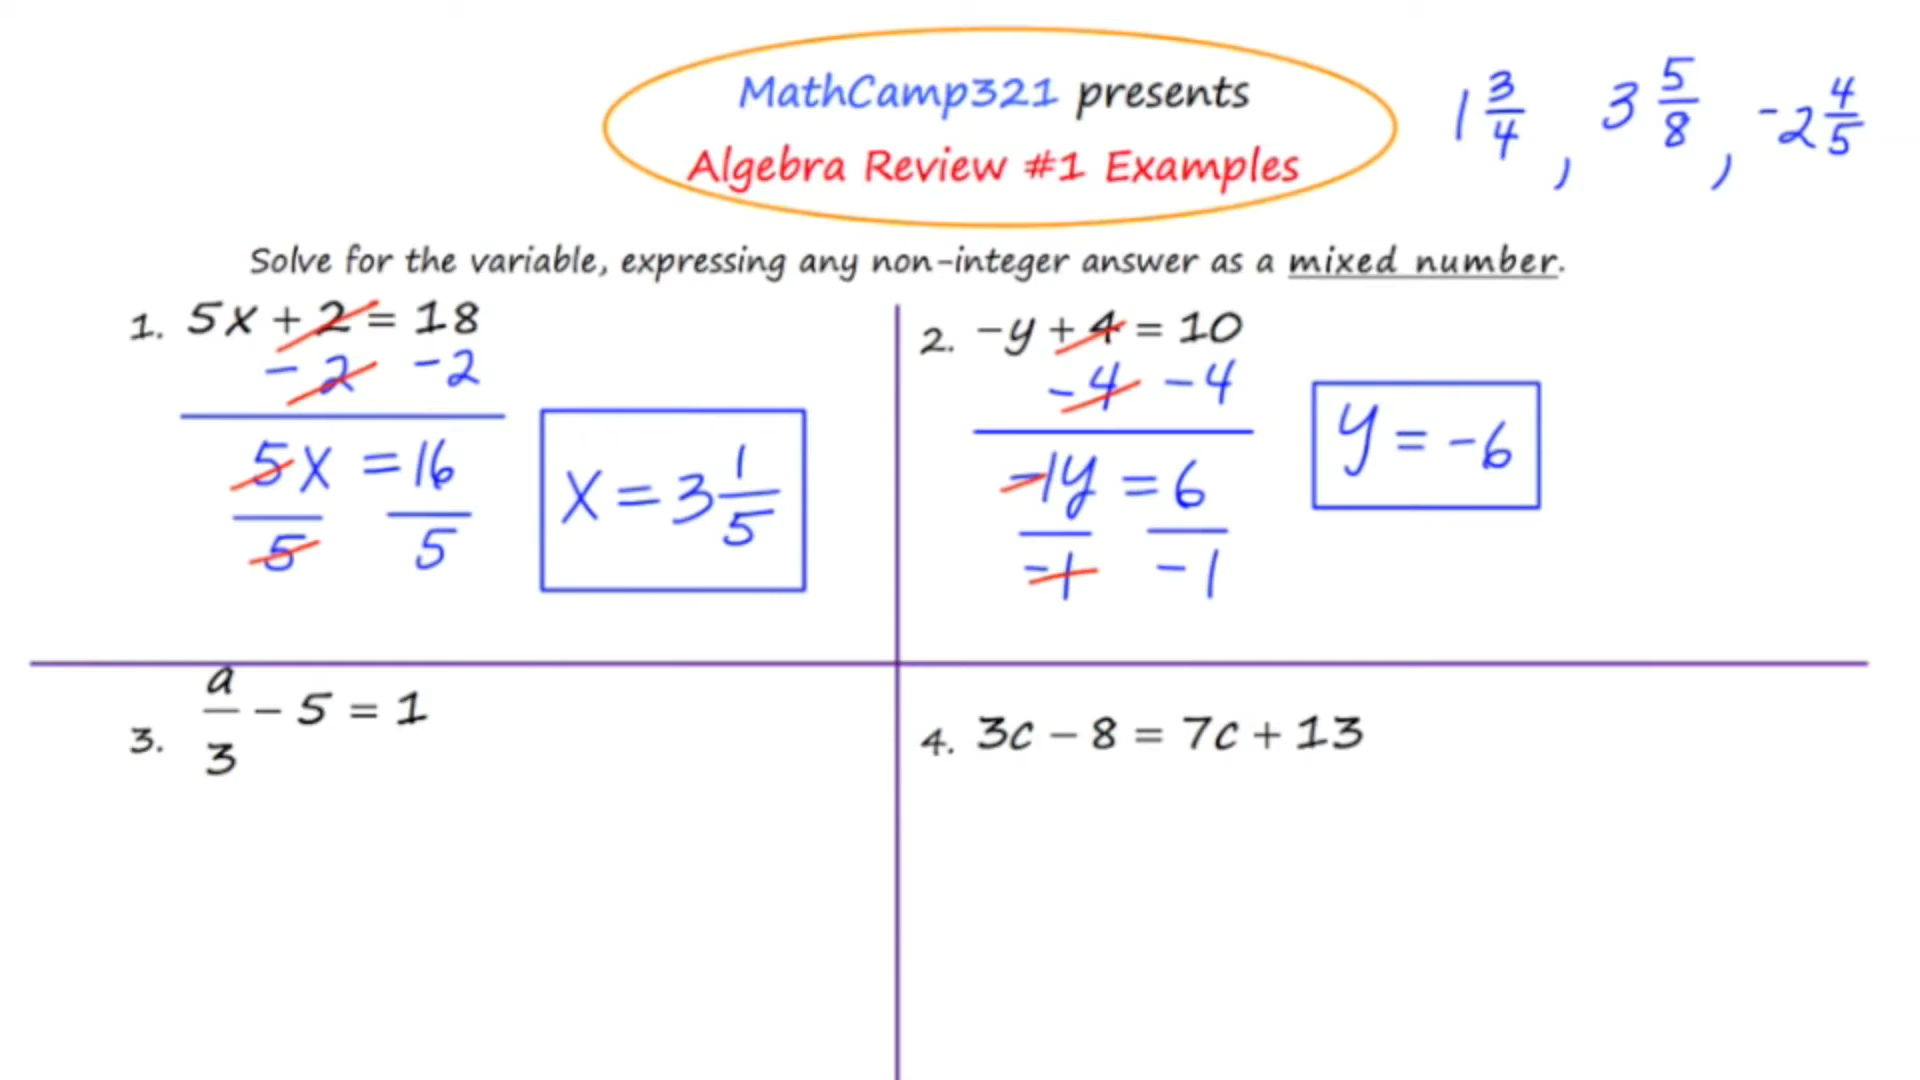 MathCamp321 presents
Algebra Review #1 Examples
1 3/4 , 3 5/8 , -2 4/5
Solve for the variable, expressing any non-integer answer as a mixed number.
1. 5x + 2 = 18
- 2 - 2
5x = 16
5 5
x = 3 1/5
2. -y + 4 = 10
- 4 - 4
-1y = 6
-1 -1
y = -6
3. a/3 - 5 = 1
4. 3c - 8 = 7c + 13